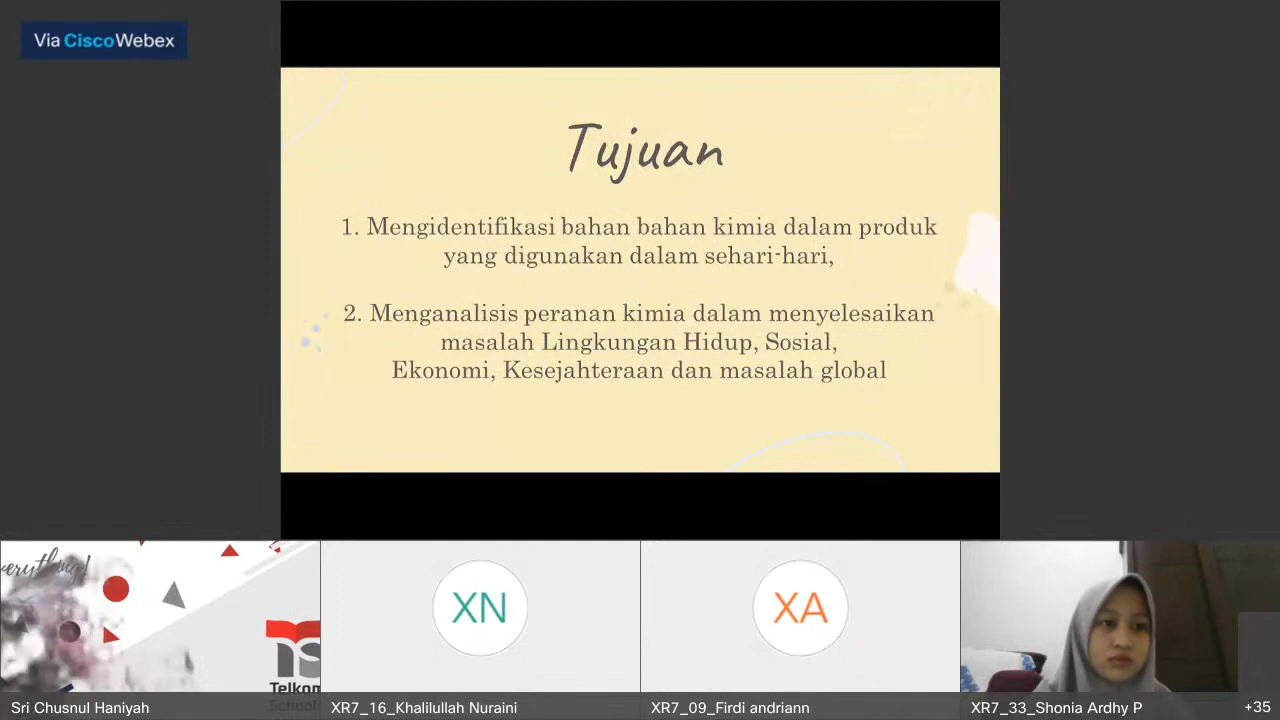 Via Cisco Webex
Tujuan
1. Mengidentifikasi bahan bahan kimia dalam produk
yang digunakan dalam sehari-hari,
2. Menganalisis peranan kimia dalam menyelesaikan
masalah Lingkungan Hidup, Sosial,
Ekonomi, Kesejahteraan dan masalah global
XN
XA
Sri Chusnul Haniyah
XR7_16_Khalilullah Nuraini
XR7_09_Firdi andriann
XR7_33_Shonia Ardhy P
+35